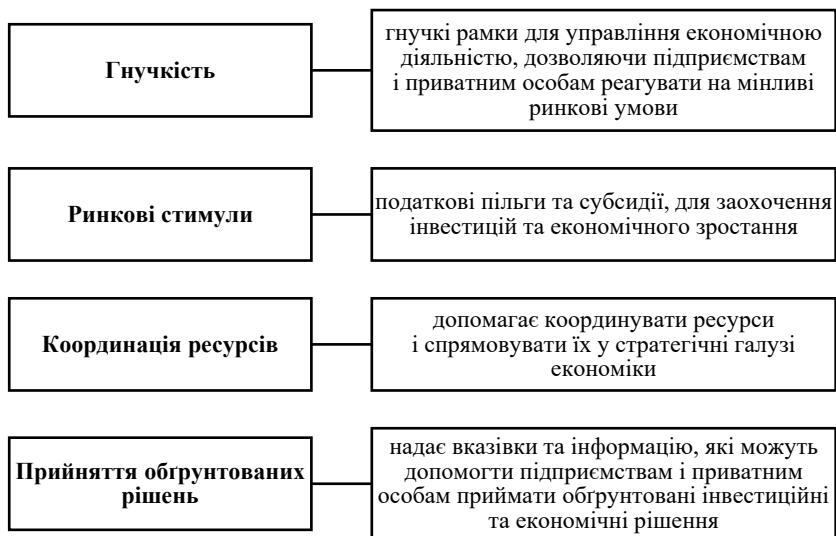 Гнучкість
гнучкі рамки для управління економічною
діяльністю, дозволяючи підприємствам
і приватним особам реагувати на мінливі
ринкові умови
Ринкові стимули
податкові пільги та субсидії, для заохочення
інвестицій та економічного зростання
Координація ресурсів
допомагає координувати ресурси
і спрямовувати їх у стратегічні галузі
економіки
Прийняття обґрунтованих
рішень
надає вказівки та інформацію, які можуть
допомогти підприємствам і приватним
особам приймати обґрунтовані інвестиційні
та економічні рішення